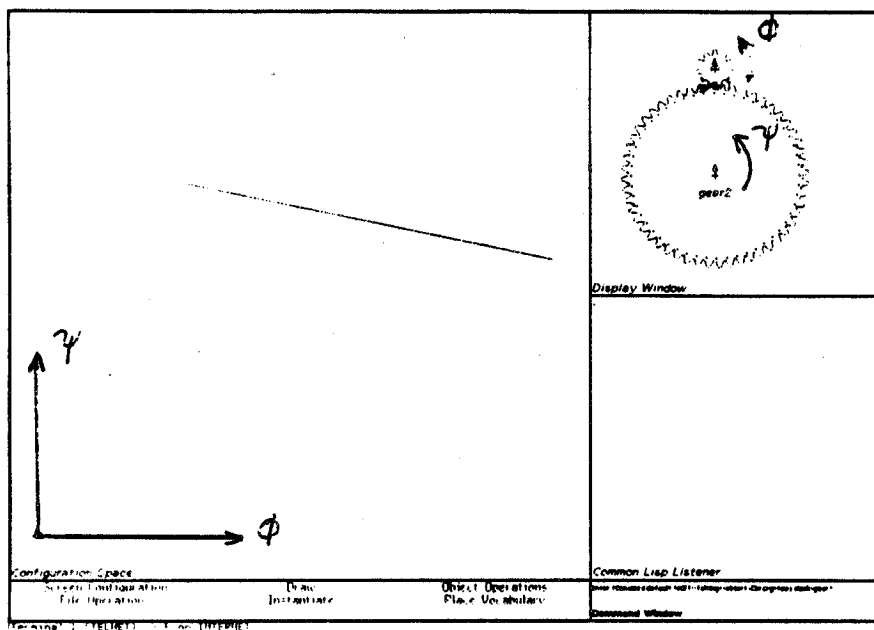 Φ
ψ
gear2
Display Window
ψ
Φ
Configuration Space
Common Lisp Listener
Screen Configuration Draw Object Operations
File Operation Instantiate Place Vocabulary
Command Window